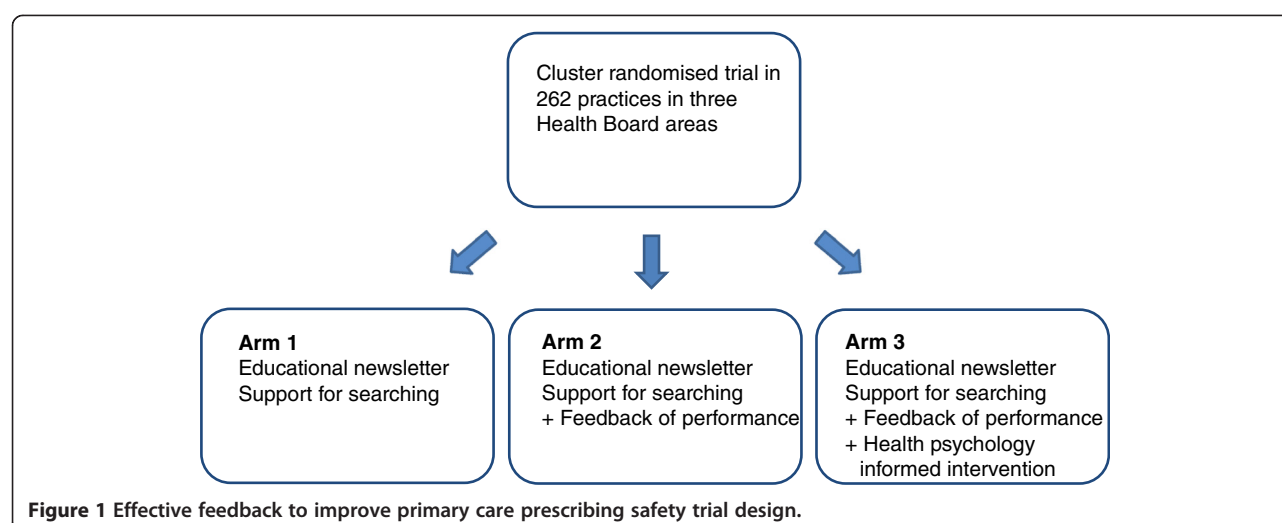 Cluster randomised trial in
262 practices in three
Health Board areas
Arm 1
Educational newsletter
Support for searching
Arm 2
Educational newsletter
Support for searching
+ Feedback of performance
Arm 3
Educational newsletter
Support for searching
+ Feedback of performance
+ Health psychology
informed intervention
Figure 1 Effective feedback to improve primary care prescribing safety trial design.